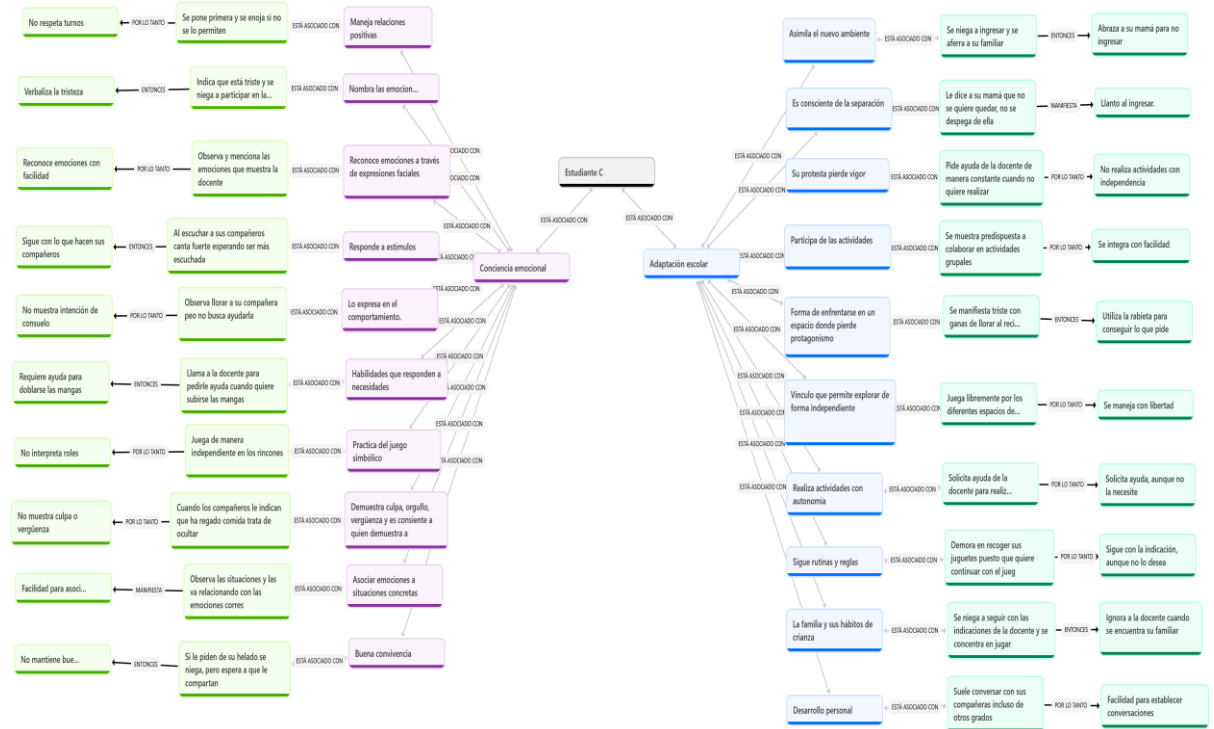 Estudiante C
ESTÁ ASOCIADO CON
ESTÁ ASOCIADO CON
Conciencia emocional
Adaptación escolar
No respeta turnos
POR LO TANTO
Se pone primera y se enoja si no
se lo permiten
ESTÁ ASOCIADO CON
Maneja relaciones
positivas
Verbaliza la tristeza
ENTONCES
Indica que está triste y se
niega a participar en la...
ESTÁ ASOCIADO CON
Nombra las emocion...
Reconoce emociones con
facilidad
POR LO TANTO
Observa y menciona las
emociones que muestra la
docente
ESTÁ ASOCIADO CON
Reconoce emociones a través
de expresiones faciales
OCIADO CON
OCIADO CON
ESTÁ ASOCIADO CON
Sigue con lo que hacen sus
compañeros
ENTONCES
Al escuchar a sus compañeros
canta fuerte esperando ser más
escuchada
ESTÁ ASOCIADO CON
Responde a estimulos
No muestra intención de
consuelo
POR LO TANTO
Observa llorar a su compañera
peo no busca ayudarla
ESTÁ ASOCIADO CON
Lo expresa en el
comportamiento.
ESTÁ ASOCIADO CON
Requiere ayuda para
doblarse las mangas
ENTONCES
Llama a la docente para
pedirle ayuda cuando quiere
subirse las mangas
ESTÁ ASOCIADO CON
Habilidades que responden a
necesidades
ESTÁ ASOCIADO CON
No interpreta roles
POR LO TANTO
Juega de manera
independiente en los rincones
ESTÁ ASOCIADO CON
Practica del juego
simbólico
No muestra culpa o
vergüenza
POR LO TANTO
Cuando los compañeros le indican
que ha regado comida trata de
ocultar
ESTÁ ASOCIADO CON
Demuestra culpa, orgullo,
vergüenza y es consiente a
quien demuestra a
Facilidad para asoci...
MANIFIESTA
Observa las situaciones y las
va relacionando con las
emociones corres
ESTÁ ASOCIADO CON
Asociar emociones a
situaciones concretas
No mantiene bue...
ENTONCES
Si le piden de su helado se
niega, pero espera a que le
compartan
ESTÁ ASOCIADO CON
Buena convivencia
Asimila el nuevo ambiente
ESTÁ ASOCIADO CON
Se niega a ingresar y se
aferra a su familiar
ENTONCES
Abraza a su mamá para no
ingresar
Es consciente de la separación
ESTÁ ASOCIADO CON
Le dice a su mamá que no
se quiere quedar, no se
despega de ella
MANIFIESTA
Llanto al ingresar.
ESTÁ ASOCIADO CON
Su protesta pierde vigor
ESTÁ ASOCIADO CON
Pide ayuda de la docente de
manera constante cuando no
quiere realizar
POR LO TANTO
No realiza actividades con
independencia
Participa de las actividades
ESTÁ ASOCIADO CON
Se muestra predispuesta a
colaborar en actividades
grupales
POR LO TANTO
Se integra con facilidad
ESTÁ ASOCIADO CON
Forma de enfrentarse en un
espacio donde pierde
protagonismo
ESTÁ ASOCIADO CON
Se manifiesta triste con
ganas de llorar al reci...
ENTONCES
Utiliza la rabieta para
conseguir lo que pide
Vinculo que permite explorar de
forma independiente
ESTÁ ASOCIADO CON
Juega libremente por los
diferentes espacios de...
POR LO TANTO
Se maneja con libertad
Realiza actividades con
autonomia
ESTÁ ASOCIADO CON
Solicita ayuda de la
docente para realiz...
POR LO TANTO
Solicita ayuda, aunque no
la necesite
Sigue rutinas y reglas
ESTÁ ASOCIADO CON
Demora en recoger sus
juguetes puesto que quiere
continuar con el jueg
POR LO TANTO
Sigue con la indicación,
aunque no lo desea
La familia y sus hábitos de
crianza
ESTÁ ASOCIADO CON
Se niega a seguir con las
indicaciones de la docente y se
concentra en jugar
ENTONCES
Ignora a la docente cuando
se encuentra su familiar
Desarrollo personal
ESTÁ ASOCIADO CON
Suele conversar con sus
compañeras incluso de
otros grados
POR LO TANTO
Facilidad para establecer
conversaciones